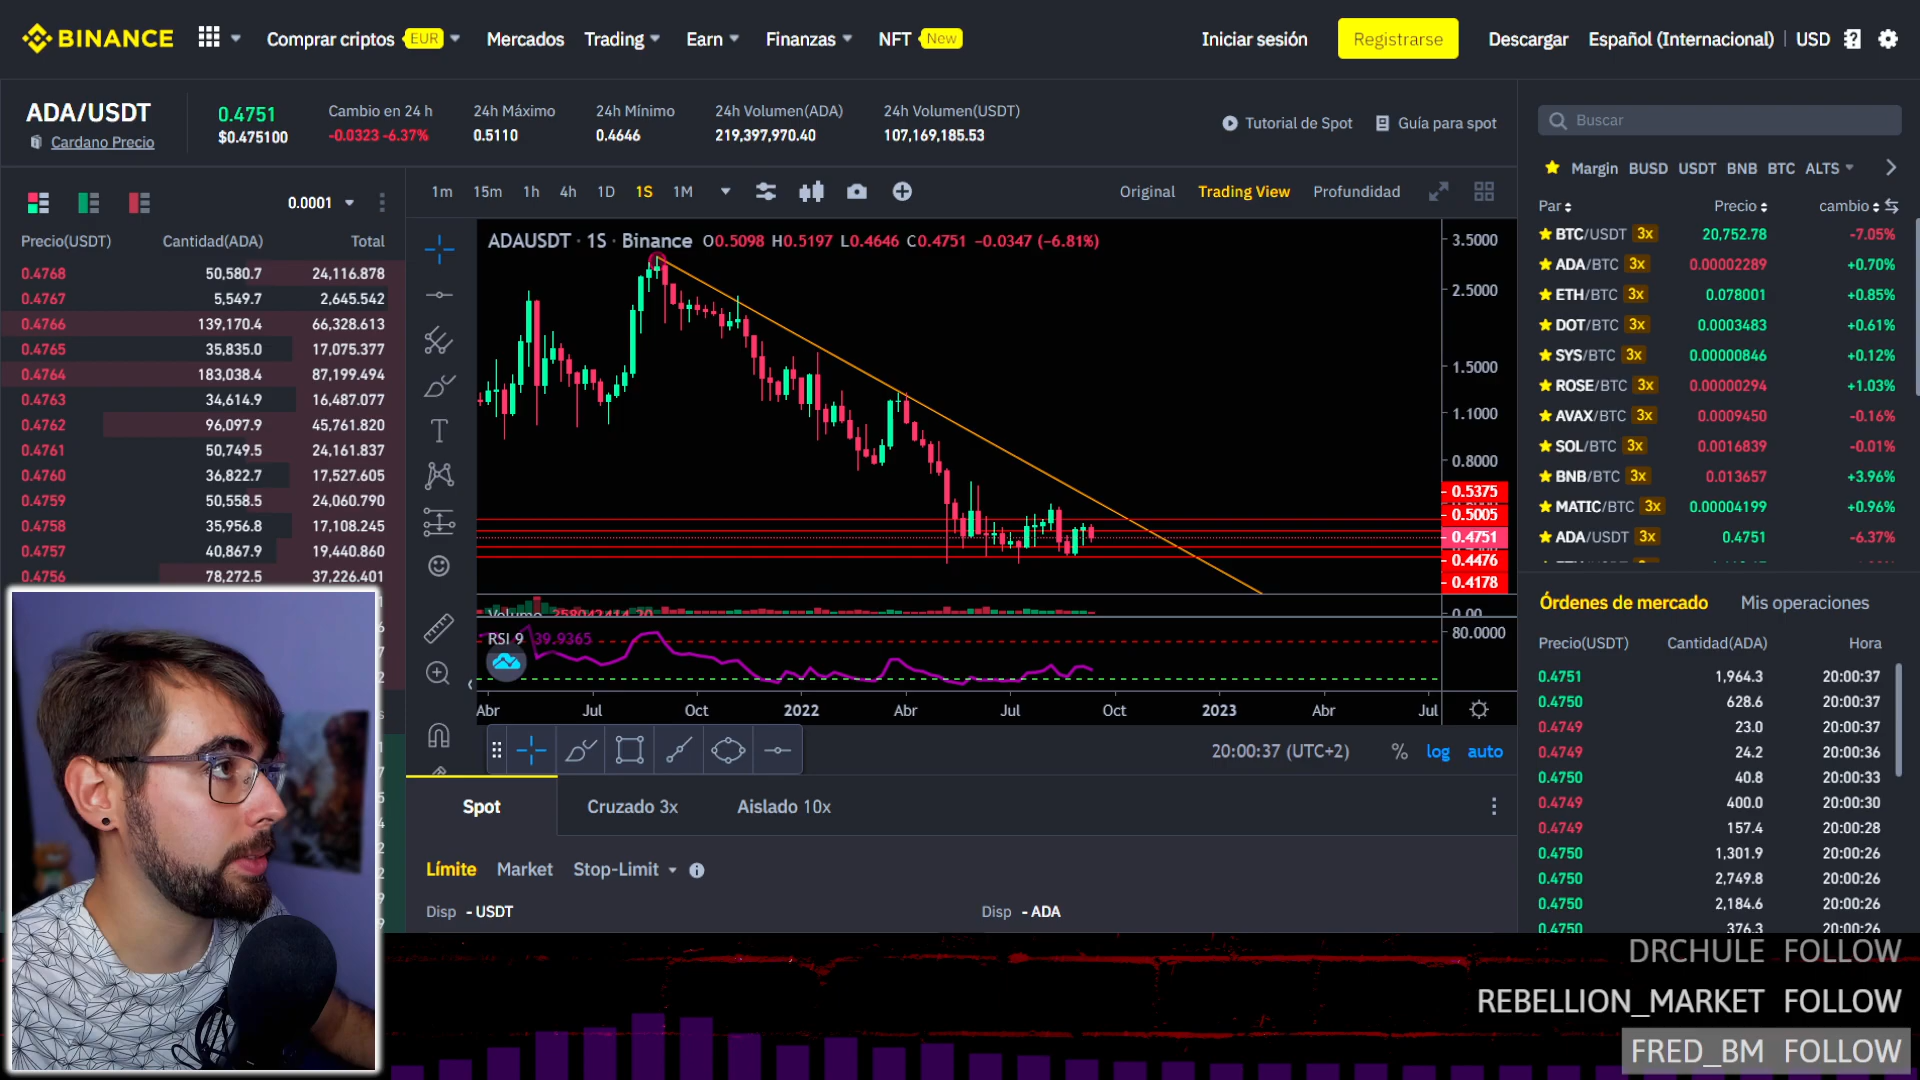 BINANCE
Comprar criptos EUR
Mercados
Trading
Earn
Finanzas
NFT New
Iniciar sesión
Registrarse
Descargar
Español (Internacional)
USD
ADA/USDT
Cardano Precio
0.4751
$0.475100
Cambio en 24 h
-0.0323 -6.37%
24h Máximo
0.5110
24h Mínimo
0.4646
24h Volumen(ADA)
219,397,970.40
24h Volumen(USDT)
107,169,185.53
Tutorial de Spot
Guía para spot
0.0001
Precio(USDT) Cantidad(ADA) Total
0.4768 50,580.7 24,116.878
0.4767 5,549.7 2,645.542
0.4766 139,170.4 66,328.613
0.4765 35,835.0 17,075.377
0.4764 183,038.4 87,199.494
0.4763 34,614.9 16,487.077
0.4762 96,097.9 45,761.820
0.4761 50,749.5 24,161.837
0.4760 36,822.7 17,527.605
0.4759 50,558.5 24,060.790
0.4758 35,956.8 17,108.245
0.4757 40,867.9 19,440.860
0.4756 78,272.5 37,226.401
1m 15m 1h 4h 1D 1S 1M
Original Trading View Profundidad
ADAUSDT · 1S · Binance O0.5098 H0.5197 L0.4646 C0.4751 -0.0347 (-6.81%)
3.5000
2.5000
1.5000
1.1000
0.8000
0.5375
0.5005
0.4751
0.4476
0.4178
Volumo 258042414.20
0.00
RSI 9 39.9365
80.0000
Abr Jul Oct 2022 Abr Jul Oct 2023 Abr Jul
20:00:37 (UTC+2) % log auto
Spot Cruzado 3x Aislado 10x
Límite Market Stop-Limit
Disp - USDT
Disp - ADA
Buscar
Margin BUSD USDT BNB BTC ALTS
Par Precio cambio
BTC/USDT 3x 20,752.78 -7.05%
ADA/BTC 3x 0.00002289 +0.70%
ETH/BTC 3x 0.078001 +0.85%
DOT/BTC 3x 0.0003483 +0.61%
SYS/BTC 3x 0.00000846 +0.12%
ROSE/BTC 3x 0.00000294 +1.03%
AVAX/BTC 3x 0.0009450 -0.16%
SOL/BTC 3x 0.0016839 -0.01%
BNB/BTC 3x 0.013657 +3.96%
MATIC/BTC 3x 0.00004199 +0.96%
ADA/USDT 3x 0.4751 -6.37%
Órdenes de mercado Mis operaciones
Precio(USDT) Cantidad(ADA) Hora
0.4751 1,964.3 20:00:37
0.4750 628.6 20:00:37
0.4749 23.0 20:00:37
0.4749 24.2 20:00:36
0.4750 40.8 20:00:33
0.4749 400.0 20:00:30
0.4749 157.4 20:00:28
0.4750 1,301.9 20:00:26
0.4750 2,749.8 20:00:26
0.4750 2,184.6 20:00:26
0.4750 376.3 20:00:26
DRCHULE FOLLOW
REBELLION_MARKET FOLLOW
FRED_BM FOLLOW